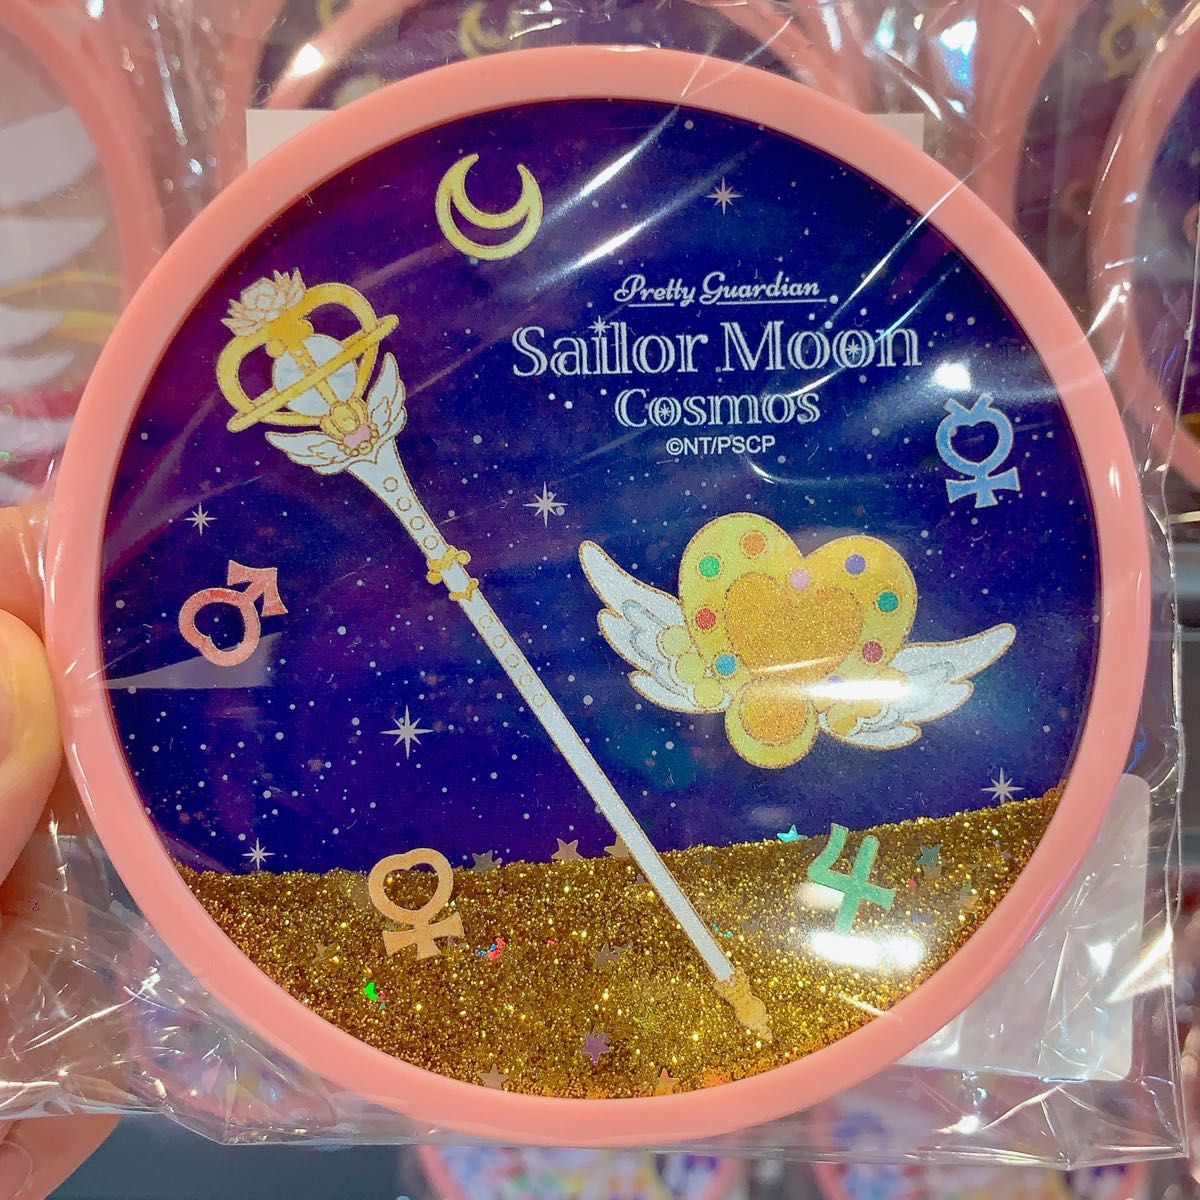 Pretty Guardian
Sailor Moon
Cosmos
©NT/PSCP